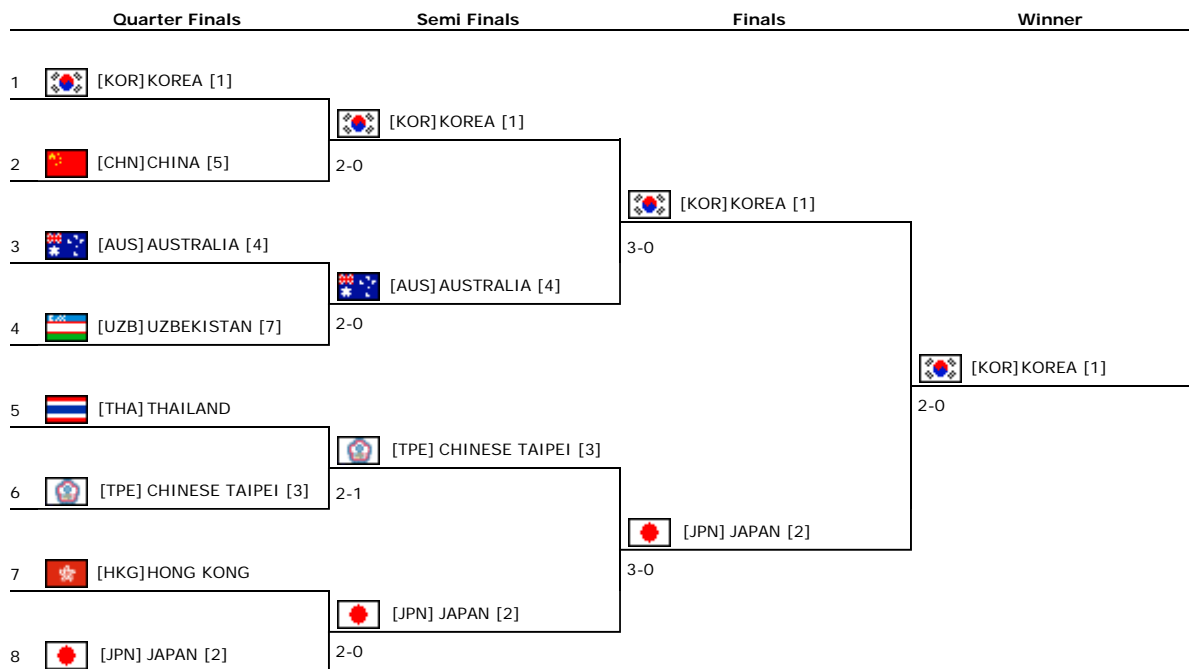 Quarter Finals Semi Finals Finals Winner
1 [KOR] KOREA [1]
[KOR] KOREA [1]
2 [CHN] CHINA [5] 2-0
[KOR] KOREA [1]
3 [AUS] AUSTRALIA [4] 3-0
[AUS] AUSTRALIA [4]
4 [UZB] UZBEKISTAN [7] 2-0
[KOR] KOREA [1]
5 [THA] THAILAND 2-0
[TPE] CHINESE TAIPEI [3]
6 [TPE] CHINESE TAIPEI [3] 2-1
[JPN] JAPAN [2]
7 [HKG] HONG KONG 3-0
[JPN] JAPAN [2]
8 [JPN] JAPAN [2] 2-0